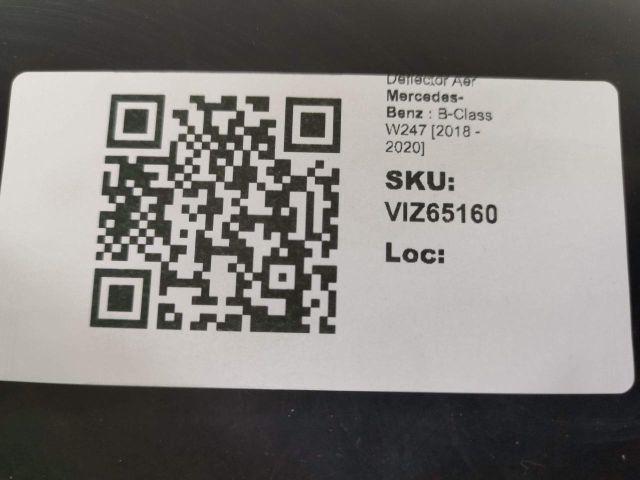 Deflector Aer
Mercedes-
Benz : B-Class
W247 [2018 -
2020]
SKU:
VIZ65160
Loc: